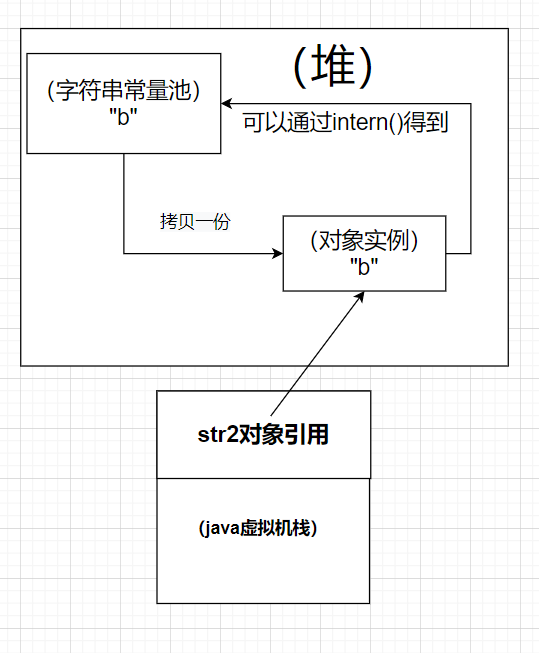 （堆）
（字符串常量池）
"b"
可以通过intern()得到
拷贝一份
（对象实例）
"b"
str2对象引用
（java虚拟机栈）